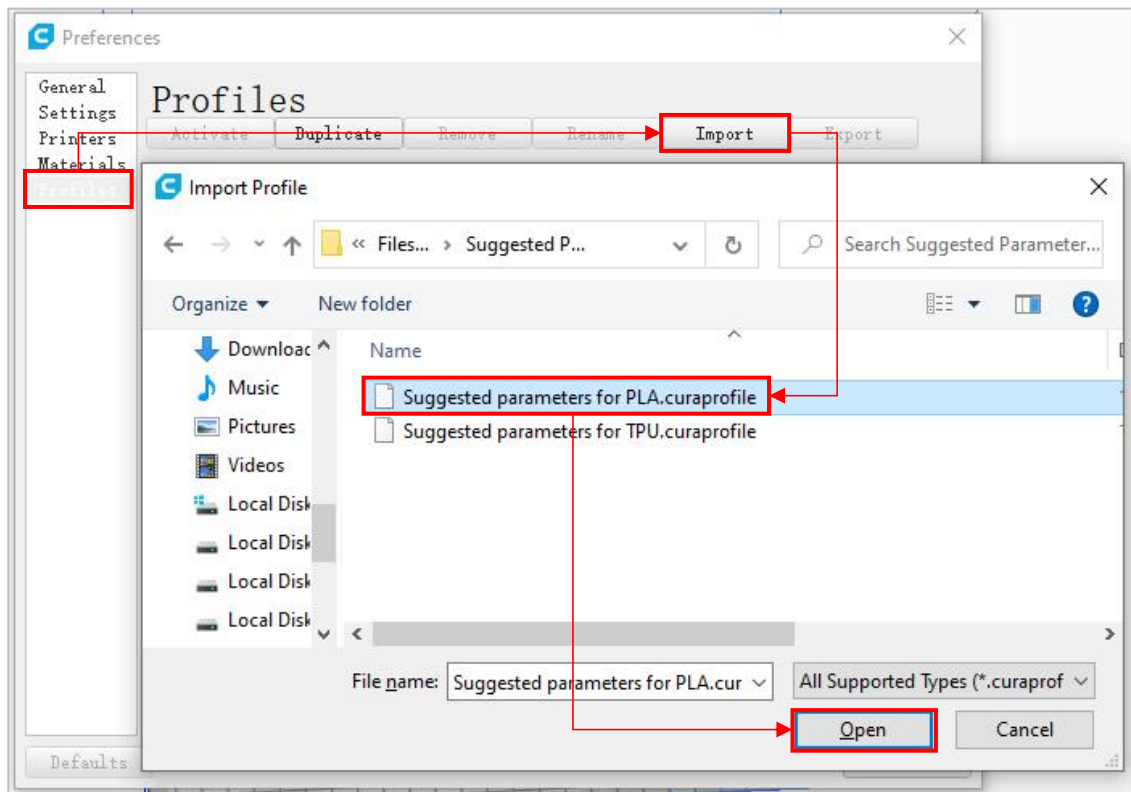 Preferences
General
Settings
Printers
Materials
Profiles
Profiles
Activate Duplicate Remove Rename Import Export
Import Profile
« Files... › Suggested P...
Search Suggested Parameter...
Organize New folder
Downloac
Music
Pictures
Videos
Local Disk
Local Disk
Local Disk
Local Disk
Name
Suggested parameters for PLA.curaprofile
Suggested parameters for TPU.curaprofile
File name: Suggested parameters for PLA.cur All Supported Types (*.curaprof
Open Cancel
Defaults